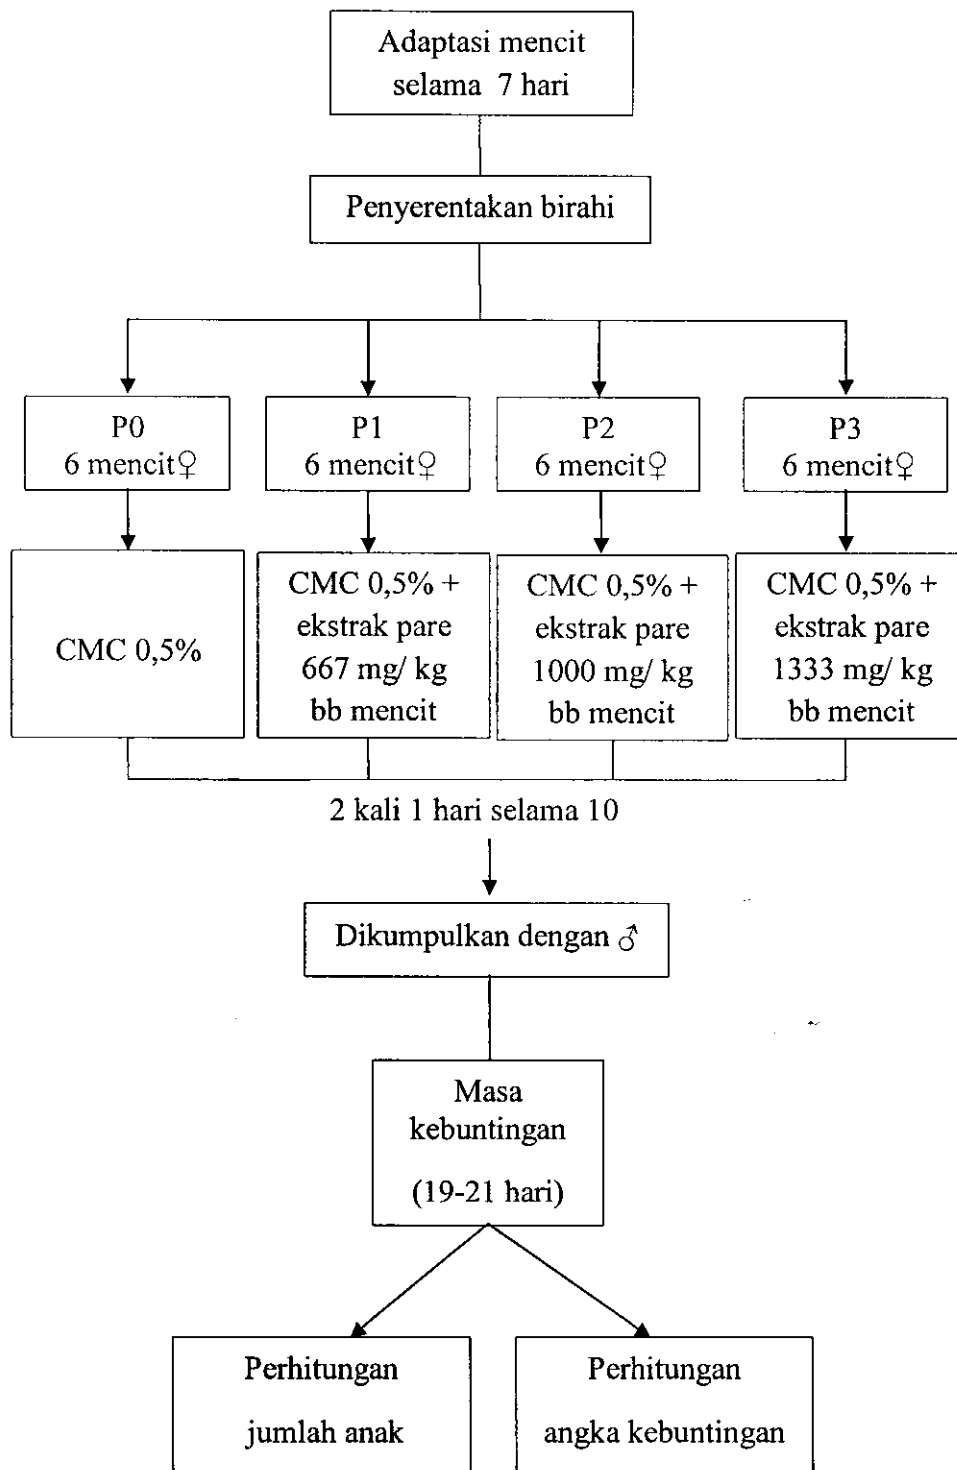 Adaptasi mencit
selama 7 hari
Penyerentakan birahi
P0
6 mencit♀
P1
6 mencit♀
P2
6 mencit♀
P3
6 mencit♀
CMC 0,5%
CMC 0,5% +
ekstrak pare
667 mg/ kg
bb mencit
CMC 0,5% +
ekstrak pare
1000 mg/ kg
bb mencit
CMC 0,5% +
ekstrak pare
1333 mg/ kg
bb mencit
2 kali 1 hari selama 10
Dikumpulkan dengan ♂
Masa
kebuntingan
(19-21 hari)
Perhitungan
jumlah anak
Perhitungan
angka kebuntingan